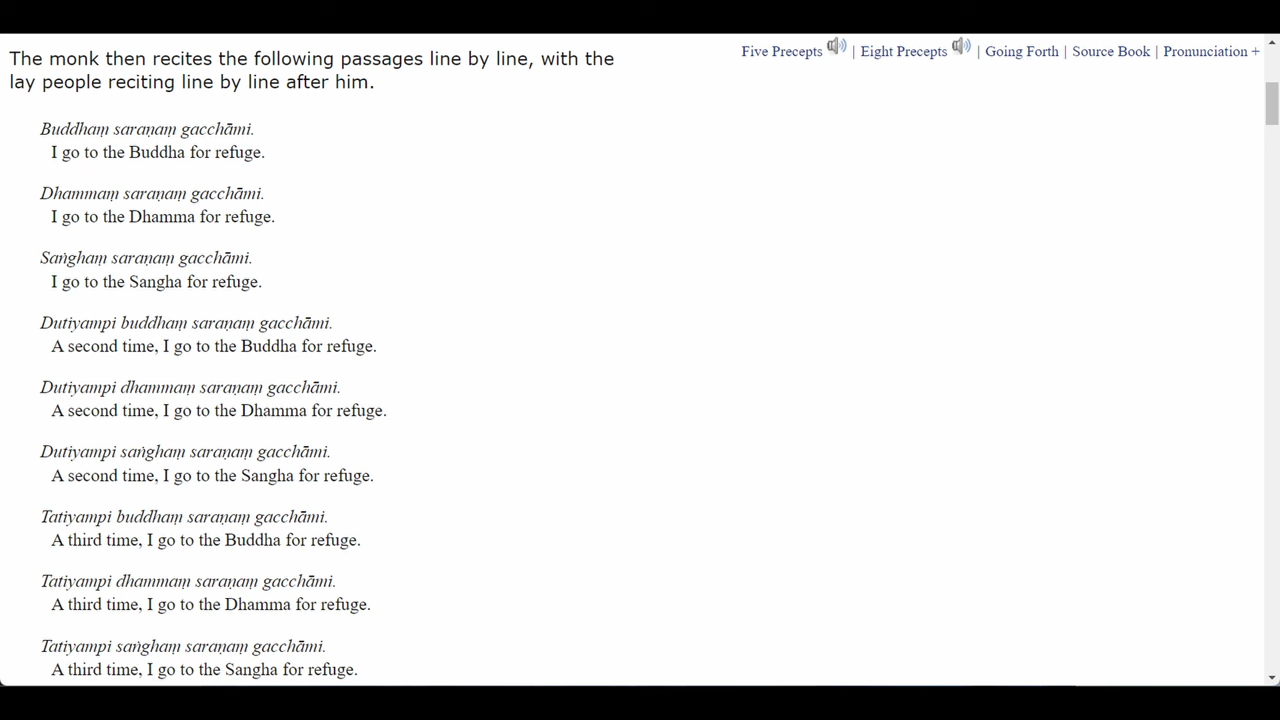 The monk then recites the following passages line by line, with the
lay people reciting line by line after him.
Five Precepts | Eight Precepts | Going Forth | Source Book | Pronunciation +
Buddhaṃ saraṇaṃ gacchāmi.
I go to the Buddha for refuge.
Dhammaṃ saraṇaṃ gacchāmi.
I go to the Dhamma for refuge.
Saṅghaṃ saraṇaṃ gacchāmi.
I go to the Sangha for refuge.
Dutiyampi buddhaṃ saraṇaṃ gacchāmi.
A second time, I go to the Buddha for refuge.
Dutiyampi dhammaṃ saraṇaṃ gacchāmi.
A second time, I go to the Dhamma for refuge.
Dutiyampi saṅghaṃ saraṇaṃ gacchāmi.
A second time, I go to the Sangha for refuge.
Tatiyampi buddhaṃ saraṇaṃ gacchāmi.
A third time, I go to the Buddha for refuge.
Tatiyampi dhammaṃ saraṇaṃ gacchāmi.
A third time, I go to the Dhamma for refuge.
Tatiyampi saṅghaṃ saraṇaṃ gacchāmi.
A third time, I go to the Sangha for refuge.